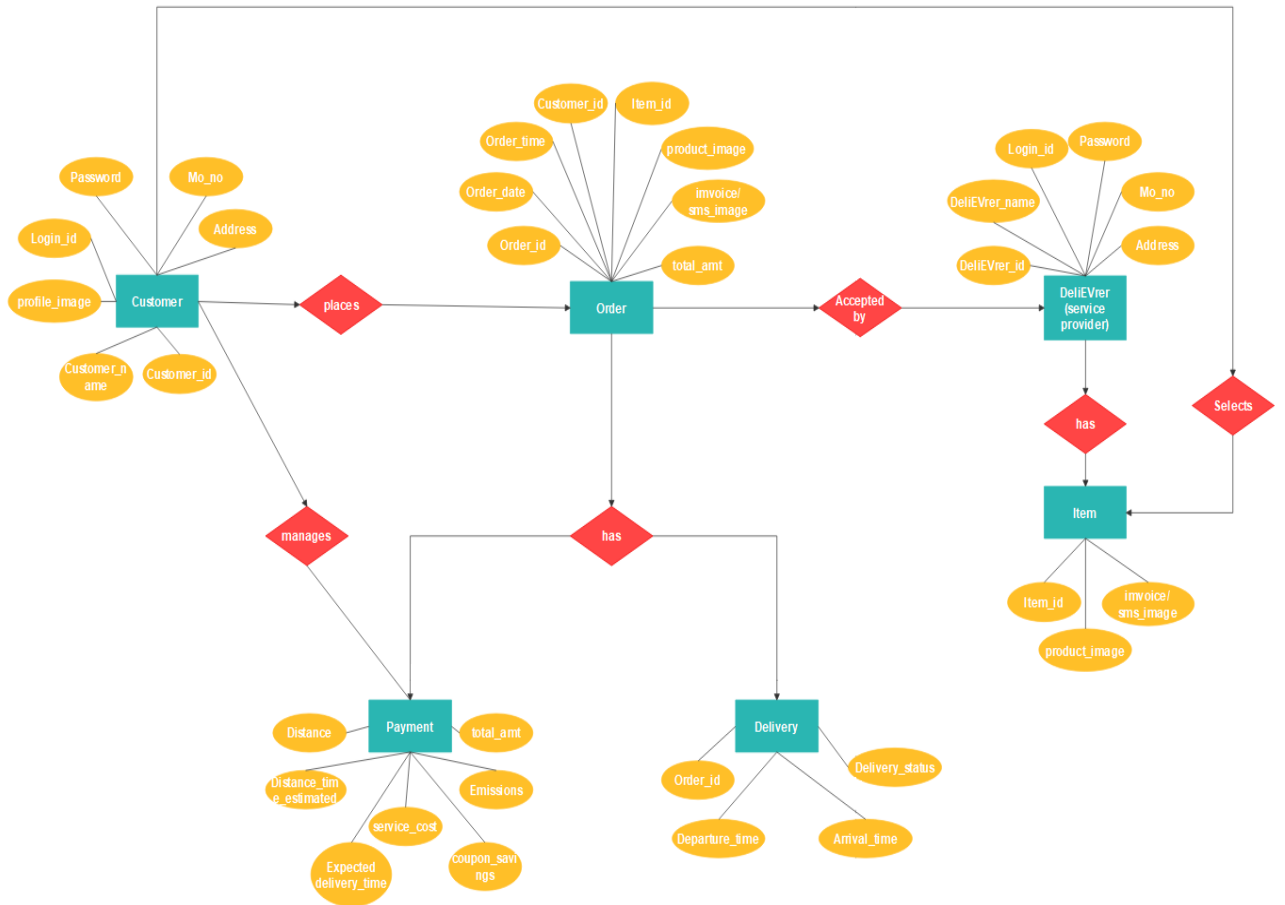 Customer_id
Item_id
Order_time
product_image
Order_date
imvoice/
sms_image
Order_id
total_amt
Password
Mo_no
Login_id
Address
profile_image
Customer
Customer_n
ame
Customer_id
places
Order
Accepted
by
Login_id
Password
DeliEVrer_name
Mo_no
DeliEVrer_id
Address
DeliEVrer
(service
provider)
has
Selects
Item
Item_id
imvoice/
sms_image
product_image
manages
has
Payment
Distance
total_amt
Distance_tim
e_estimated
Emissions
service_cost
Expected
delivery_time
coupon_savi
ngs
Delivery
Order_id
Delivery_status
Departure_time
Arrival_time